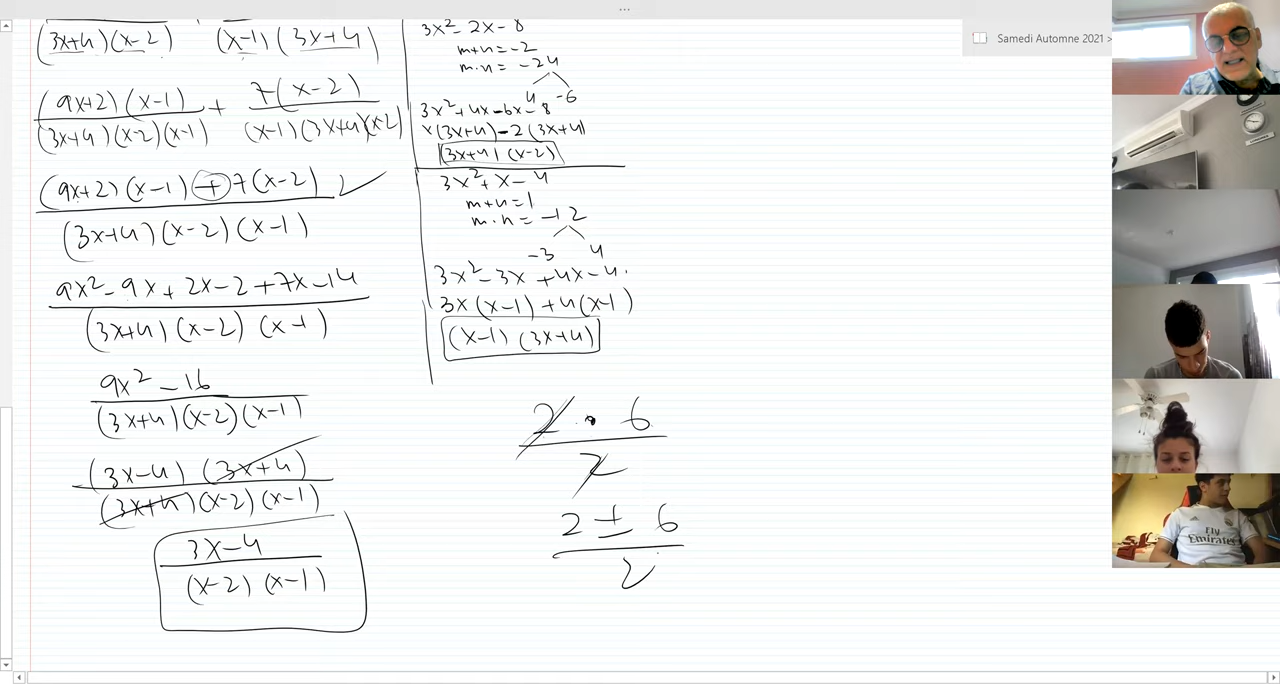 (3x+4)(x-2) (x-1)(3x+4)
(9x+2)(x-1) + 7(x-2)
(3x+4)(x-2)(x-1) (x-1)(3x+4)(x-2)
(9x+2)(x-1) + 7(x-2)
(3x+4)(x-2)(x-1)
9x² - 9x + 2x - 2 + 7x - 14
(3x+4)(x-2)(x-1)
9x² - 16
(3x+4)(x-2)(x-1)
(3x-4)(3x+4)
(3x+4)(x-2)(x-1)
3x-4
(x-2)(x-1)
3x² - 2x - 8
m+n = -2
m·n = -24
4 -6
3x² + 4x - 6x - 8
x(3x+4) - 2(3x+4)
(3x+4)(x-2)
3x² + x - 4
m+n = 1
m·n = -12
-3 4
3x² - 3x + 4x - 4
3x(x-1) + 4(x-1)
(x-1)(3x+4)
2 · 6
2
2 ± 6
2
Samedi Automne 2021 >
Fly
Emirates